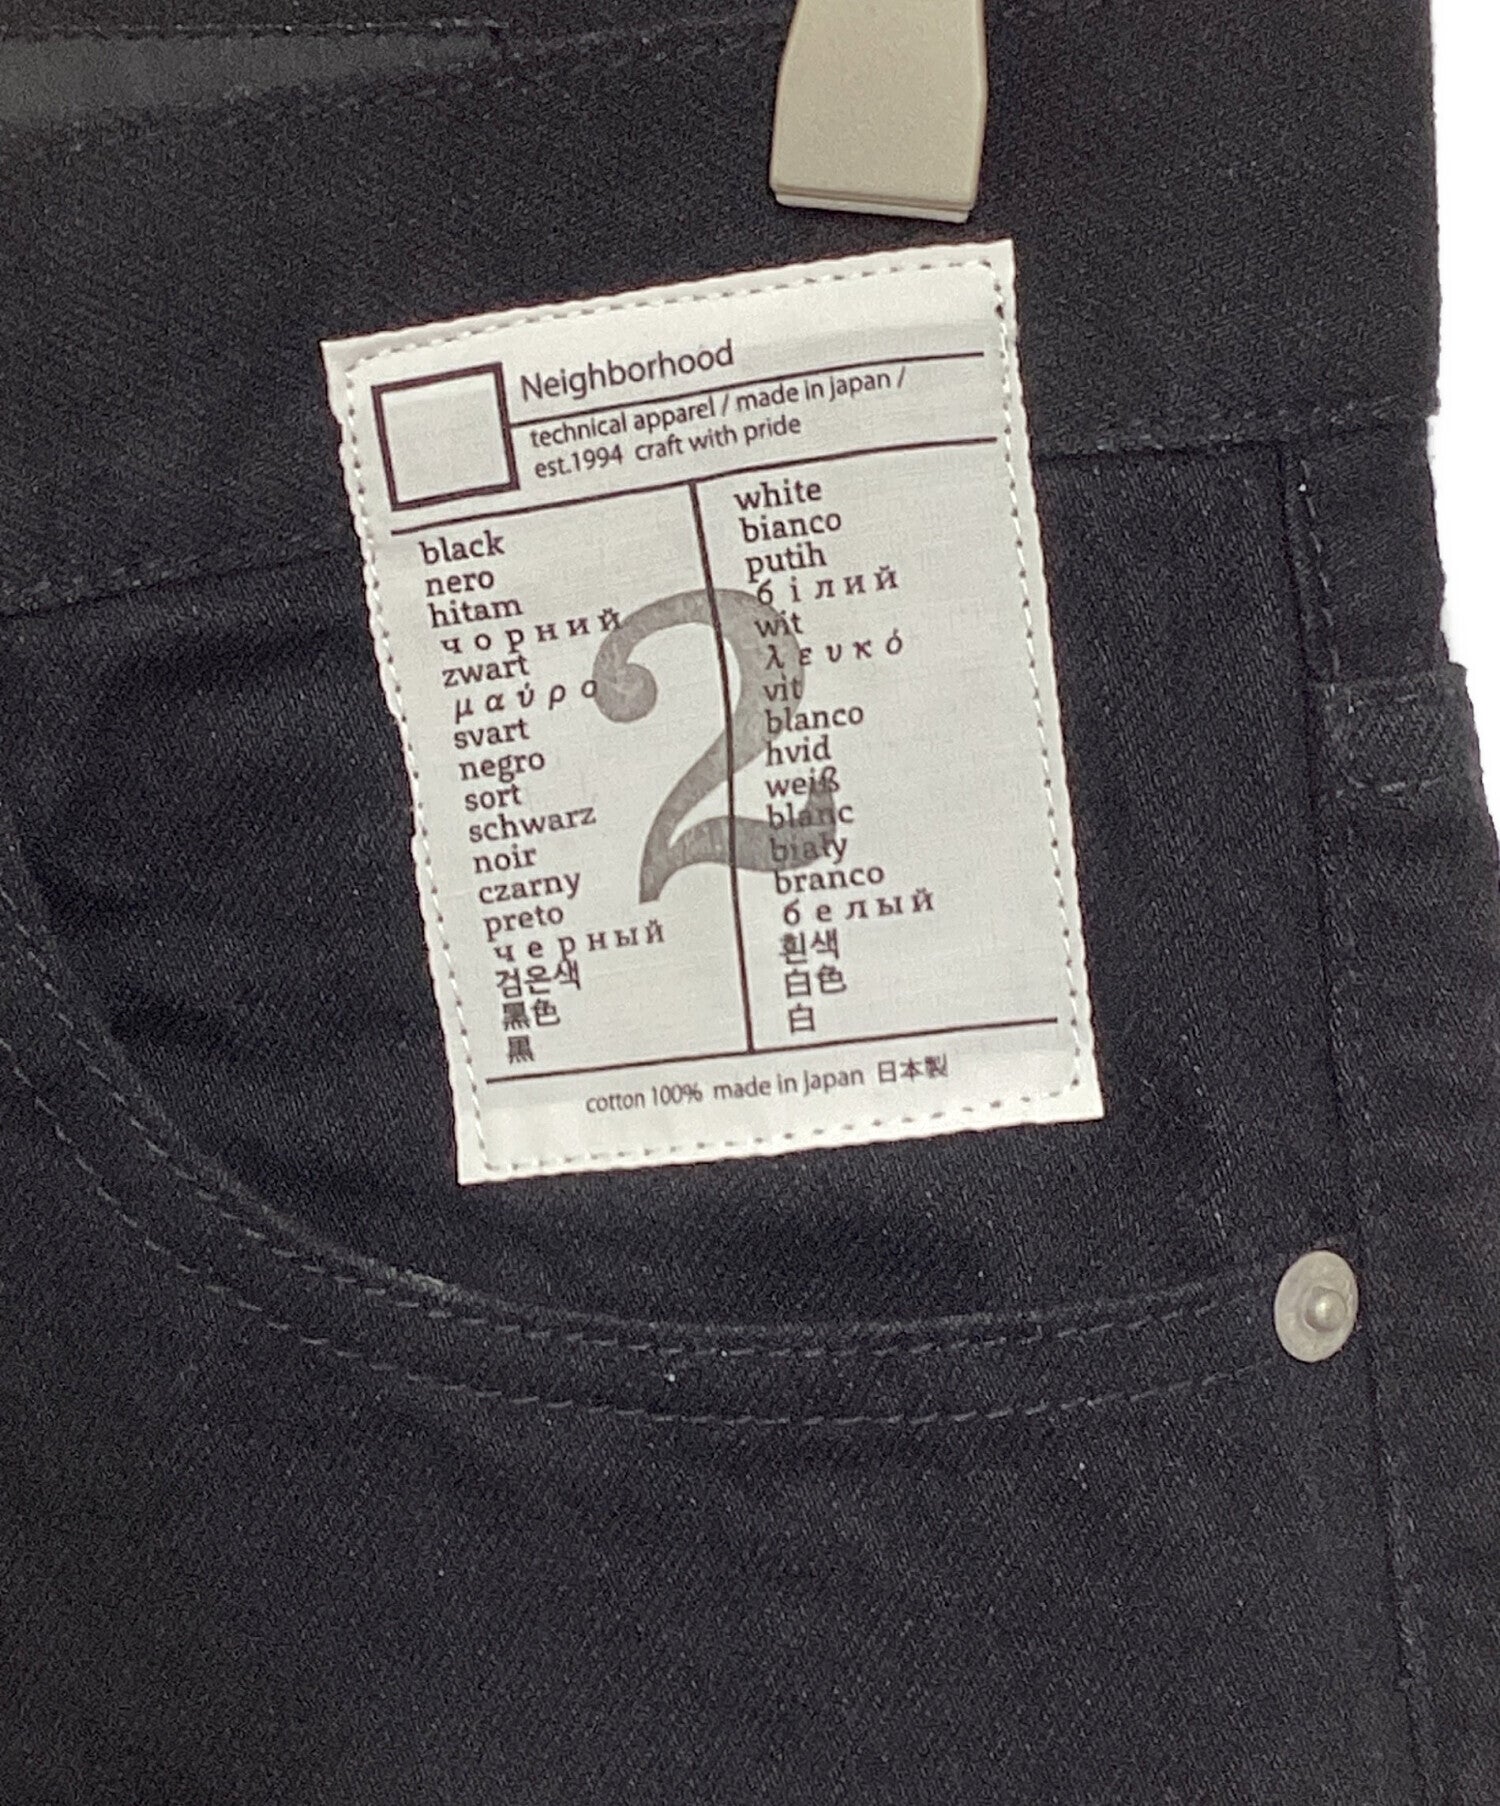 Neighborhood
technical apparel / made in japan /
est.1994 craft with pride
black
nero
hitam
чорний
zwart
μαύρο
svart
negro
sort
schwarz
noir
czarny
preto
черный
검은색
黒色
黒
white
bianco
putih
білий
wit
λευκό
vit
blanco
hvid
weiß
blanc
biały
branco
белый
흰색
白色
白
2
cotton 100% made in japan 日本製